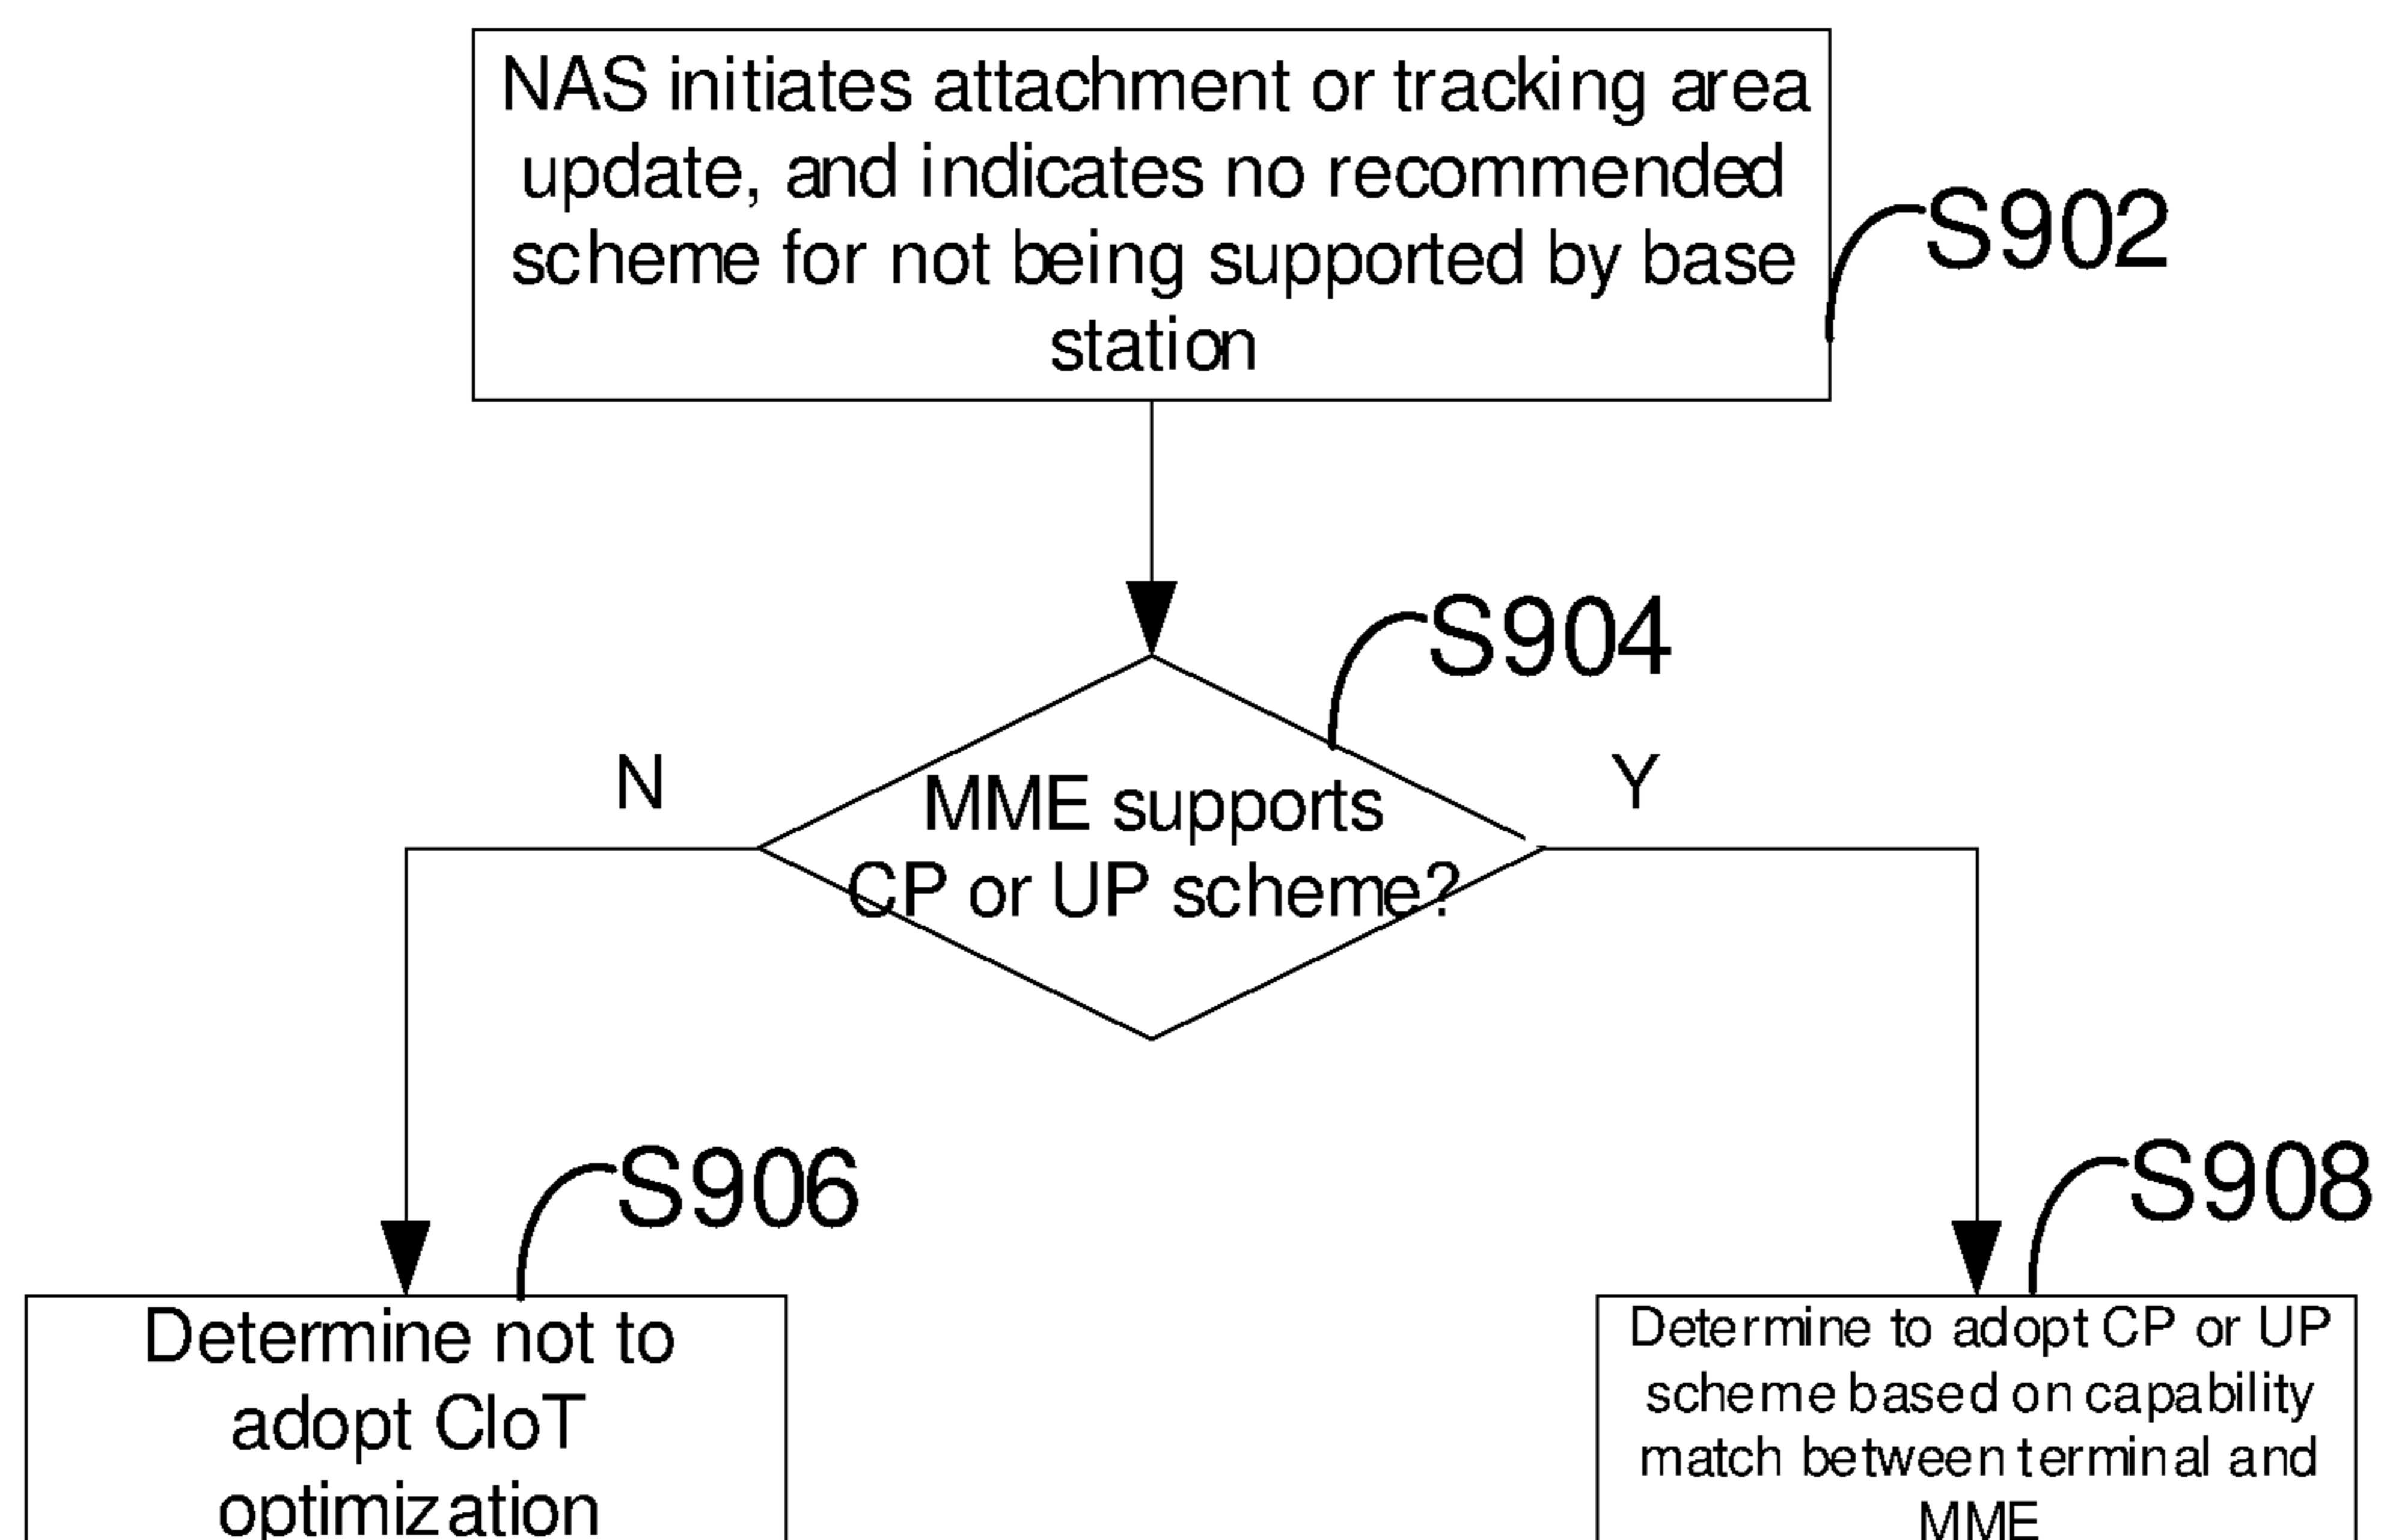 NAS initiates attachment or tracking area
update, and indicates no recommended
scheme for not being supported by base
station
S902
S904
N
Y
MME supports
CP or UP scheme?
S906
S908
Determine not to
adopt CIoT
optimization
Determine to adopt CP or UP
scheme based on capability
match between terminal and
MME